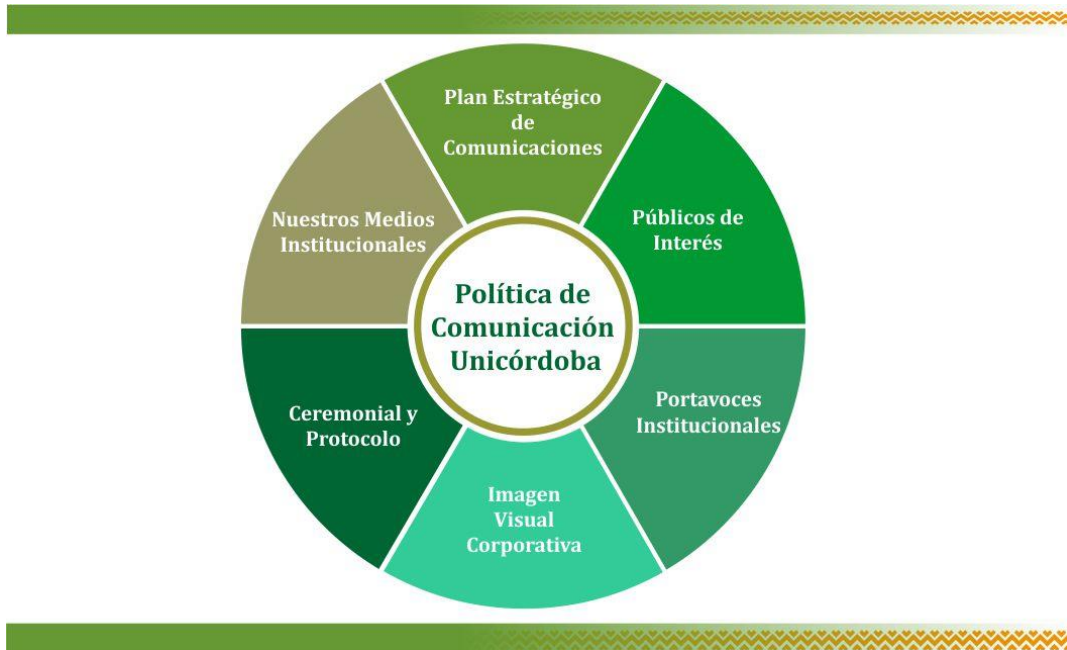 Plan Estratégico
de
Comunicaciones
Públicos de
Interés
Portavoces
Institucionales
Imagen
Visual
Corporativa
Ceremonial y
Protocolo
Nuestros Medios
Institucionales
Política de
Comunicación
Unicórdoba